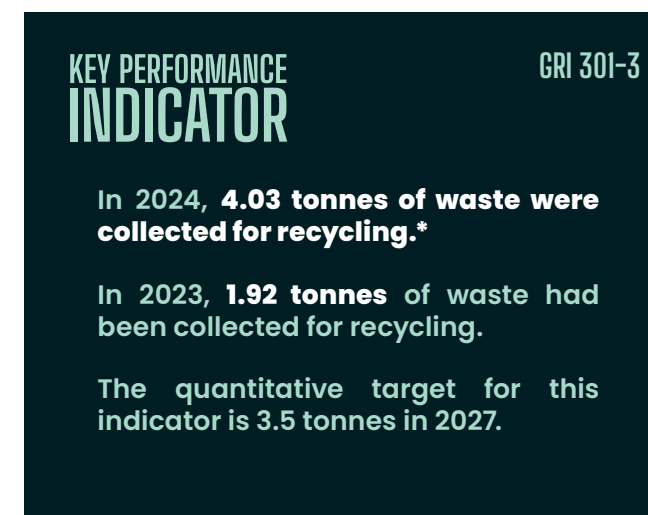 KEY PERFORMANCE
INDICATOR
GRI 301-3
In 2024, 4.03 tonnes of waste were
collected for recycling.*
In 2023, 1.92 tonnes of waste had
been collected for recycling.
The quantitative target for this
indicator is 3.5 tonnes in 2027.